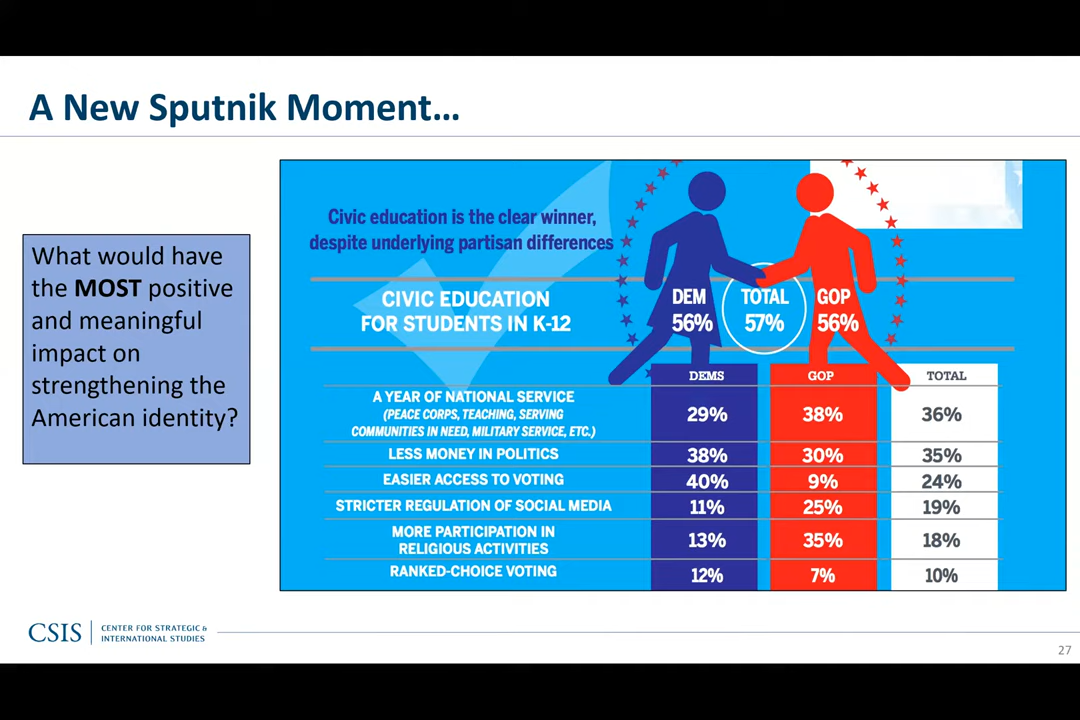 A New Sputnik Moment…
What would have
the MOST positive
and meaningful
impact on
strengthening the
American identity?
Civic education is the clear winner,
despite underlying partisan differences
CIVIC EDUCATION
FOR STUDENTS IN K-12
DEM
56%
TOTAL
57%
GOP
56%
DEMS GOP TOTAL
A YEAR OF NATIONAL SERVICE
(PEACE CORPS, TEACHING, SERVING
COMMUNITIES IN NEED, MILITARY SERVICE, ETC.)
29% 38% 36%
LESS MONEY IN POLITICS 38% 30% 35%
EASIER ACCESS TO VOTING 40% 9% 24%
STRICTER REGULATION OF SOCIAL MEDIA 11% 25% 19%
MORE PARTICIPATION IN
RELIGIOUS ACTIVITIES
13% 35% 18%
RANKED-CHOICE VOTING 12% 7% 10%
CSIS
CENTER FOR STRATEGIC &
INTERNATIONAL STUDIES
27